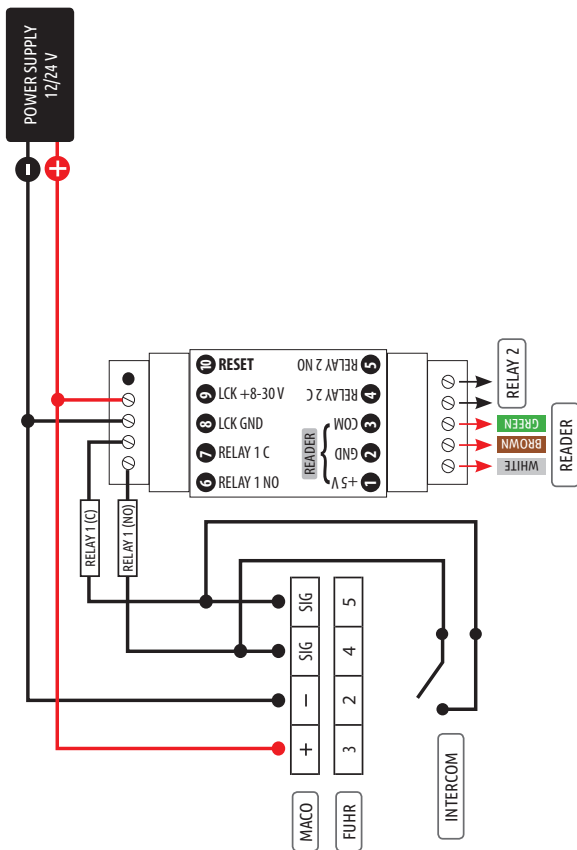 POWER SUPPLY
12/24 V
−
+
10 RESET
9 LCK +8-30 V
8 LCK GND
7 RELAY 1 C
6 RELAY 1 NO
RELAY 2 NO 5
RELAY 2 C 4
COM 3
GND 2
+5 V 1
READER
RELAY 2
GREEN
BROWN
WHITE
READER
RELAY 1 (C)
RELAY 1 (NO)
SIG
SIG
−
+
5
4
2
3
MACO
FUHR
INTERCOM